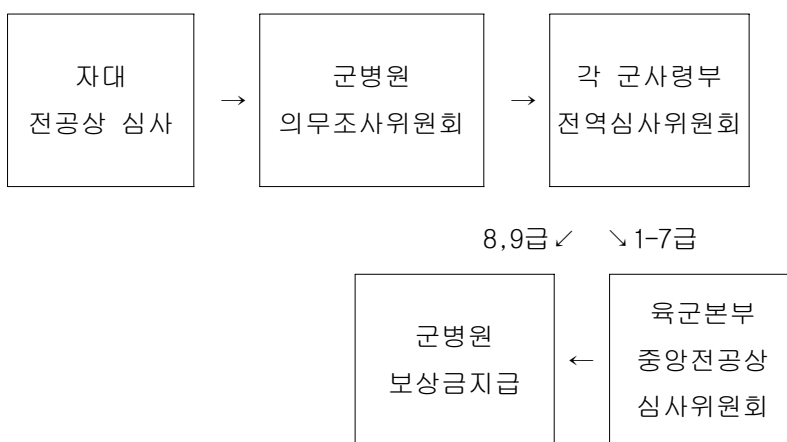 자대
전공상 심사
→
군병원
의무조사위원회
→
각 군사령부
전역심사위원회
8,9급↙ ↘1-7급
군병원
보상금지급
←
육군본부
중앙전공상
심사위원회